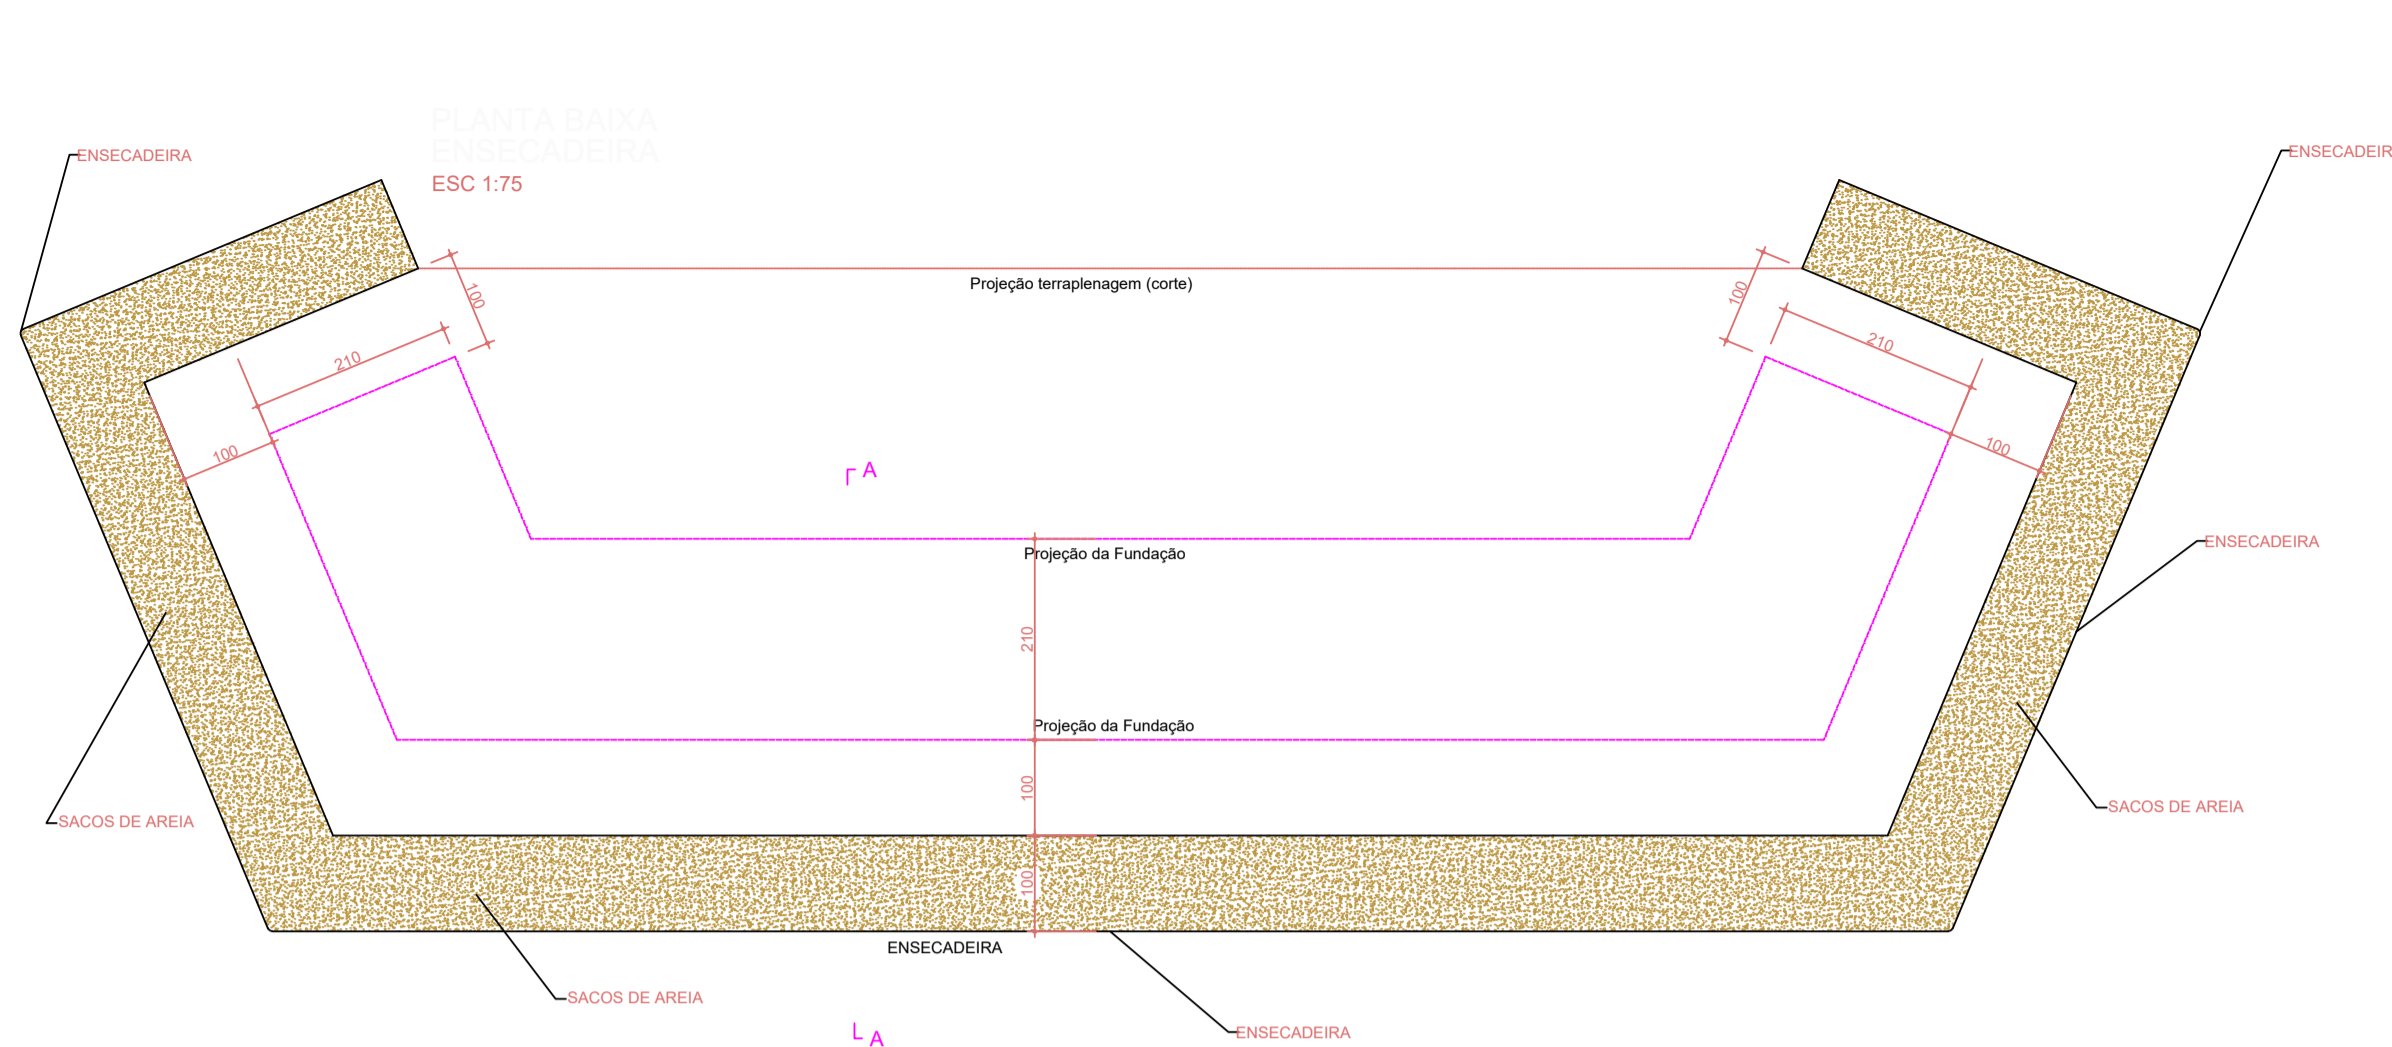 PLANTA BAIXA
ENSECADEIRA
ESC 1:75
ENSECADEIRA
ENSECADEIR
100
Projeção terraplenagem (corte)
100
210
210
100
100
A
Projeção da Fundação
ENSECADEIRA
210
Projeção da Fundação
100
SACOS DE AREIA
SACOS DE AREIA
100
ENSECADEIRA
SACOS DE AREIA
ENSECADEIRA
A